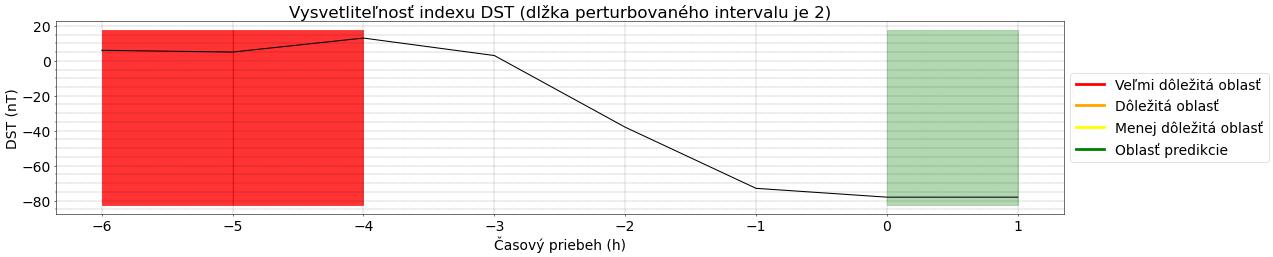 Vysvetliteľnosť indexu DST (dĺžka perturbovaného intervalu je 2)
DST (nT)
20
0
−20
−40
−60
−80
−6
−5
−4
−3
−2
−1
0
1
Časový priebeh (h)
Veľmi dôležitá oblasť
Dôležitá oblasť
Menej dôležitá oblasť
Oblasť predikcie